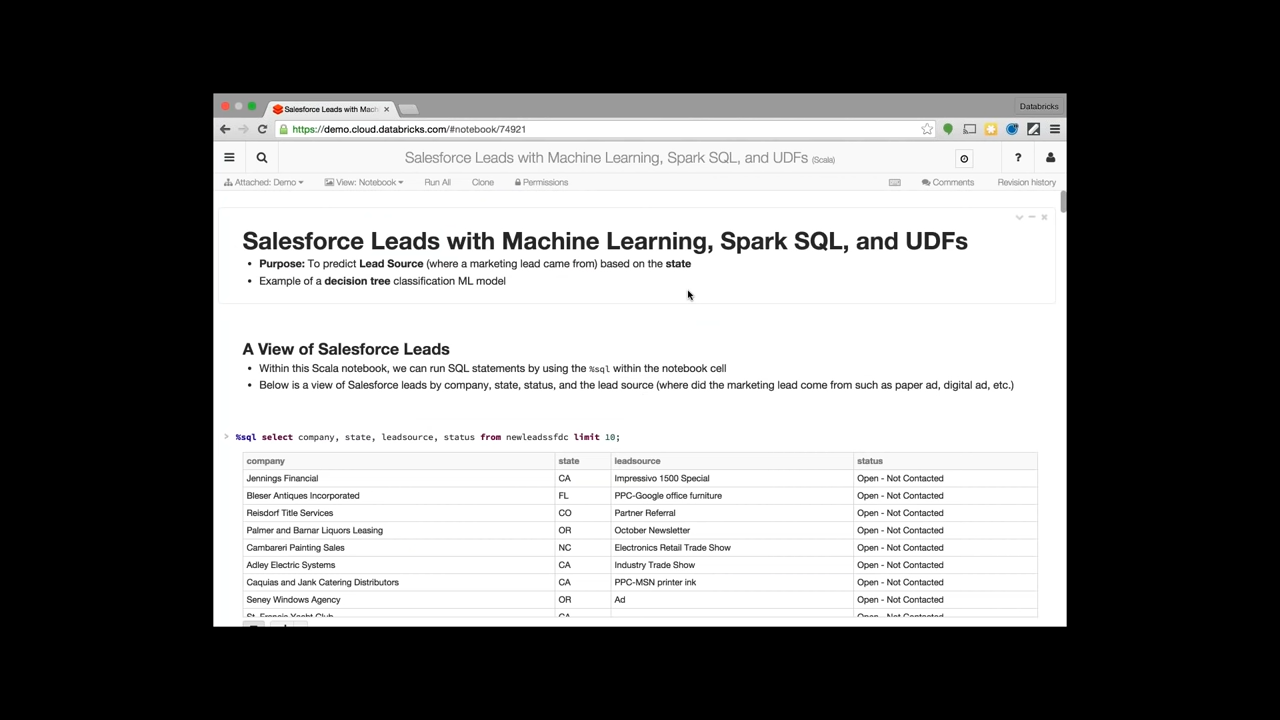 Salesforce Leads with Mach
Databricks
https://demo.cloud.databricks.com/#notebook/74921
Salesforce Leads with Machine Learning, Spark SQL, and UDFs (Scala)
?
Attached: Demo View: Notebook Run All Clone Permissions Comments Revision history
Salesforce Leads with Machine Learning, Spark SQL, and UDFs
• Purpose: To predict Lead Source (where a marketing lead came from) based on the state
• Example of a decision tree classification ML model
A View of Salesforce Leads
• Within this Scala notebook, we can run SQL statements by using the %sql within the notebook cell
• Below is a view of Salesforce leads by company, state, status, and the lead source (where did the marketing lead come from such as paper ad, digital ad, etc.)
> %sql select company, state, leadsource, status from newleadssfdc limit 10;
company state leadsource status
Jennings Financial CA Impressivo 1500 Special Open - Not Contacted
Bleser Antiques Incorporated FL PPC-Google office furniture Open - Not Contacted
Reisdorf Title Services CO Partner Referral Open - Not Contacted
Palmer and Barnar Liquors Leasing OR October Newsletter Open - Not Contacted
Cambareri Painting Sales NC Electronics Retail Trade Show Open - Not Contacted
Adley Electric Systems CA Industry Trade Show Open - Not Contacted
Caquias and Jank Catering Distributors CA PPC-MSN printer ink Open - Not Contacted
Seney Windows Agency OR Ad Open - Not Contacted
St. Francis Yacht Club CA Open - Not Contacted